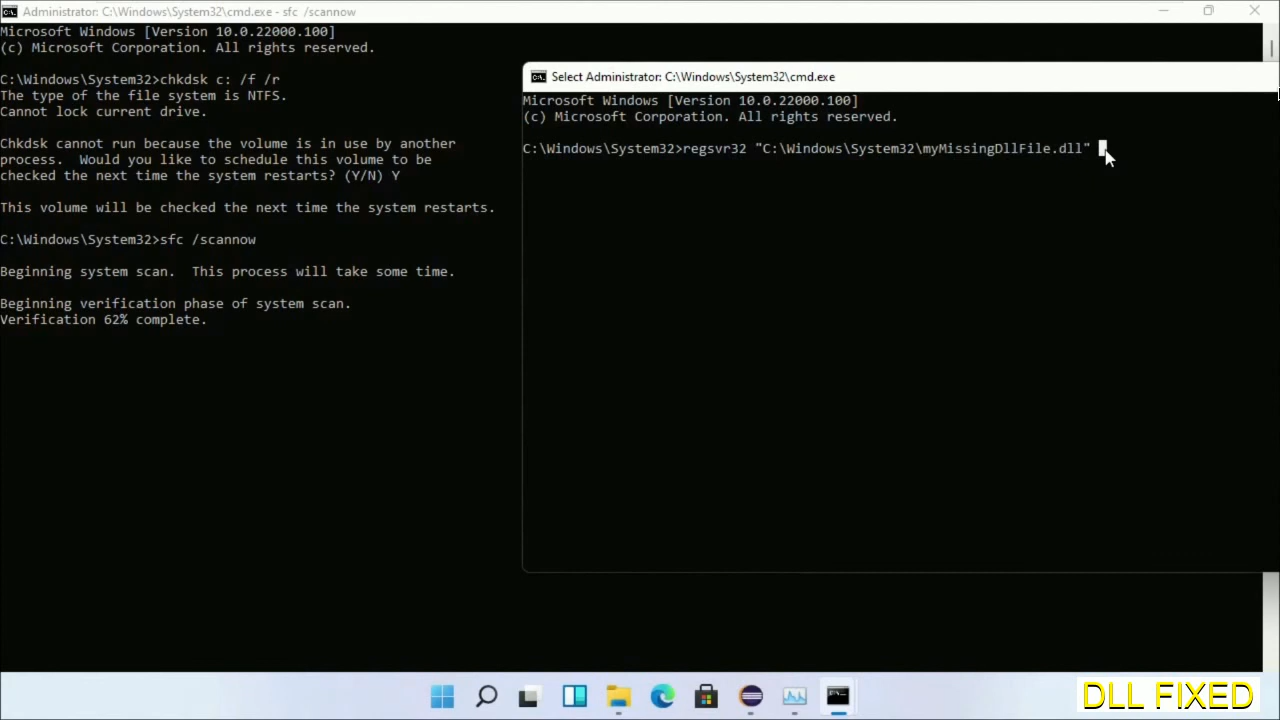 Administrator: C:\Windows\System32\cmd.exe - sfc /scannow
Microsoft Windows [Version 10.0.22000.100]
(c) Microsoft Corporation. All rights reserved.
C:\Windows\System32>chkdsk c: /f /r
The type of the file system is NTFS.
Cannot lock current drive.
Chkdsk cannot run because the volume is in use by another
process.  Would you like to schedule this volume to be
checked the next time the system restarts? (Y/N) Y
This volume will be checked the next time the system restarts.
C:\Windows\System32>sfc /scannow
Beginning system scan.  This process will take some time.
Beginning verification phase of system scan.
Verification 62% complete.
Select Administrator: C:\Windows\System32\cmd.exe
Microsoft Windows [Version 10.0.22000.100]
(c) Microsoft Corporation. All rights reserved.
C:\Windows\System32>regsvr32 "C:\Windows\System32\myMissingDllFile.dll"
DLL FIXED